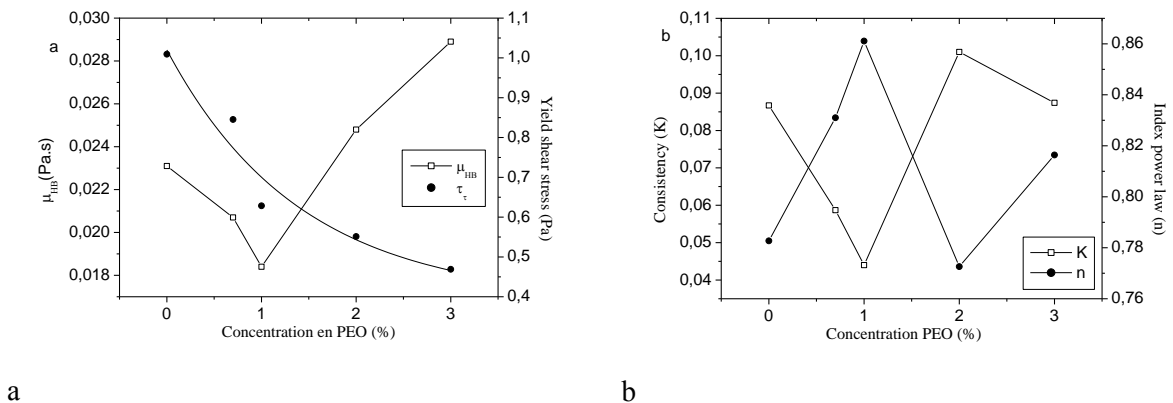 a
0,030
0,028
0,026
0,024
0,022
0,020
0,018
μHB(Pa.s)
1,1
1,0
0,9
0,8
0,7
0,6
0,5
0,4
Yield shear stress (Pa)
μHB
ττ
0 1 2 3
Concentration en PEO (%)
b
0,11
0,10
0,09
0,08
0,07
0,06
0,05
0,04
Consistency (K)
0,86
0,84
0,82
0,80
0,78
0,76
Index power law (n)
K
n
0 1 2 3
Concentration PEO (%)
a b